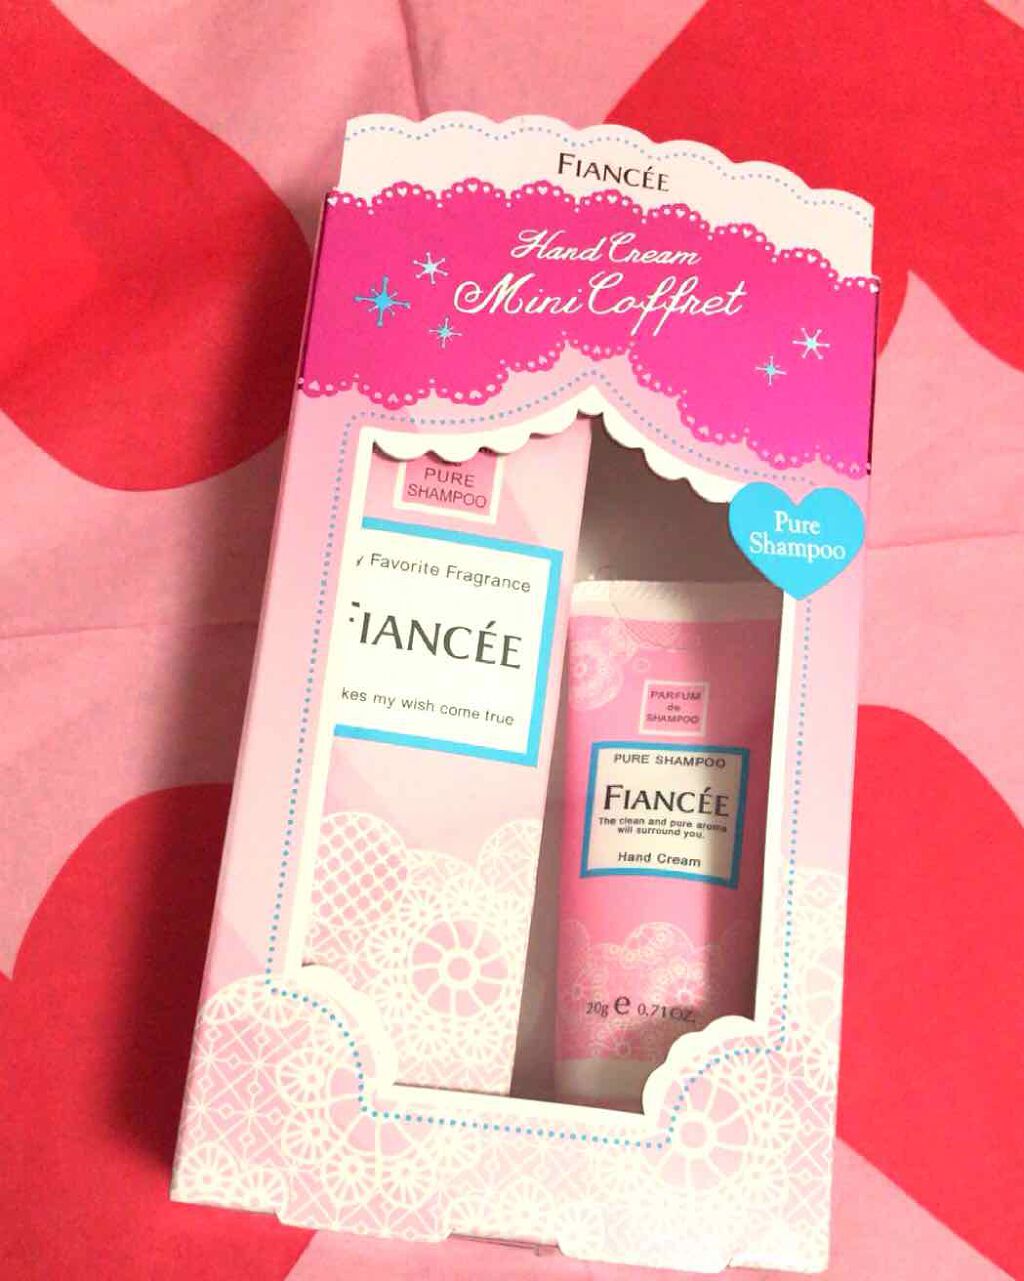 FIANCÉE
Hand Cream
Mini Coffret
Pure
Shampoo
PURE
SHAMPOO
Favorite Fragrance
IANCÉE
kes my wish come true
PARFUM
de
SHAMPOO
PURE SHAMPOO
FIANCÉE
The clean and pure aroma
will surround you.
Hand Cream
20g e 0.71OZ.